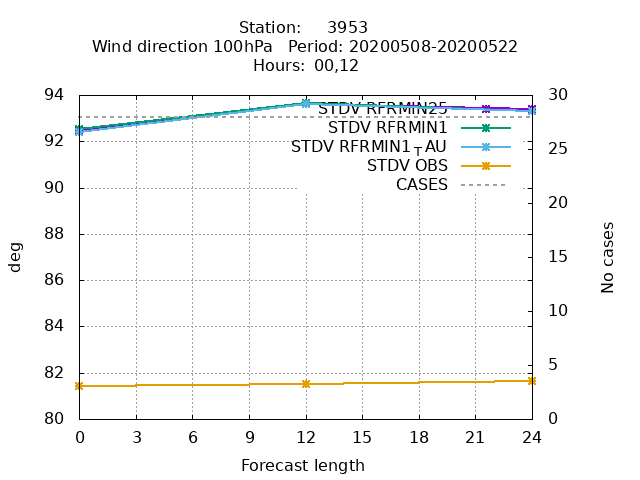 Station: 3953
Wind direction 100hPa Period: 20200508-20200522
Hours: 00,12
94
92
90
88
86
84
82
80
30
25
20
15
10
5
0
STDV RFRMIN25
STDV RFRMIN1
STDV RFRMIN1_TAU
STDV OBS
CASES
deg
No cases
0 3 6 9 12 15 18 21 24
Forecast length